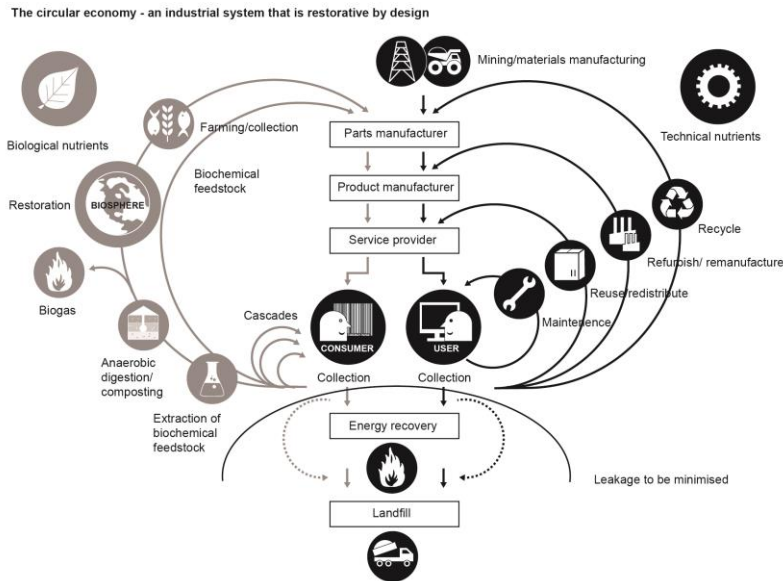 The circular economy - an industrial system that is restorative by design
Mining/materials manufacturing
Biological nutrients
Farming/collection
Parts manufacturer
Technical nutrients
Biochemical
feedstock
Product manufacturer
Restoration
BIOSPHERE
Service provider
Recycle
Refurbish/ remanufacture
Biogas
Reuse/redistribute
Cascades
Maintenence
CONSUMER
USER
Anaerobic
digestion/
composting
Collection
Collection
Extraction of
biochemical
feedstock
Energy recovery
Leakage to be minimised
Landfill